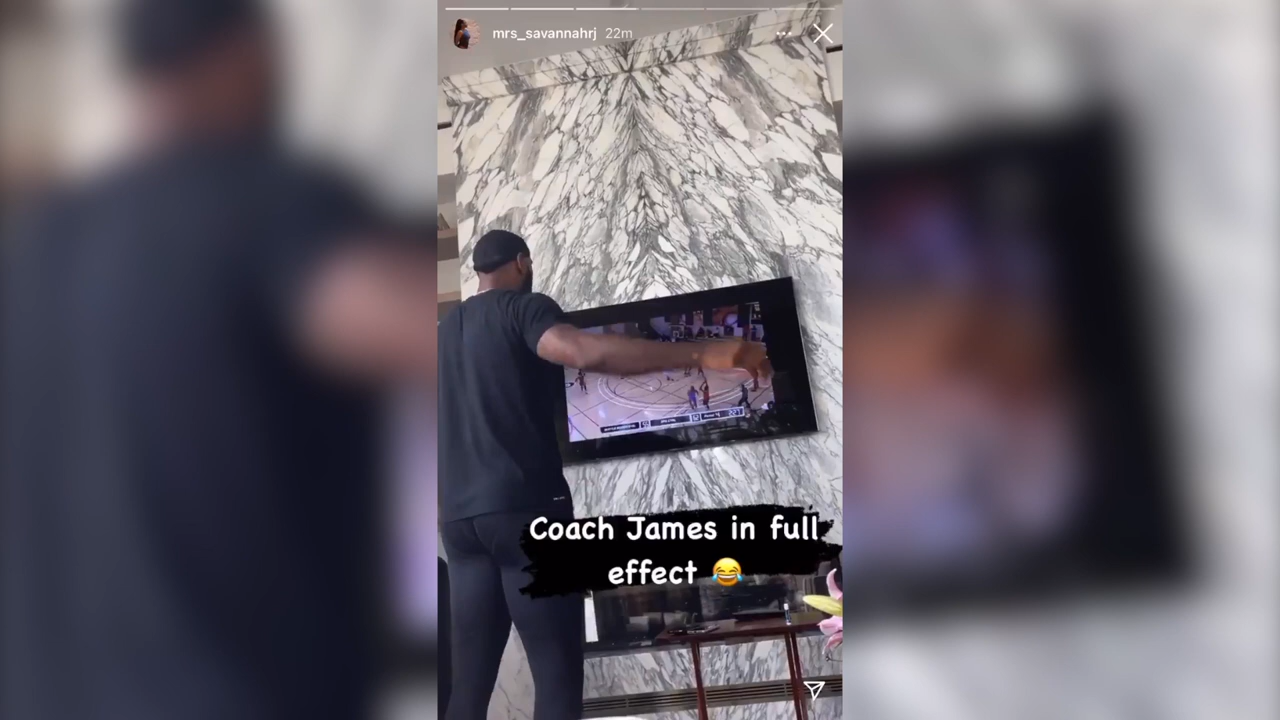 mrs_savannahrj 22m
Coach James in full
effect 😂